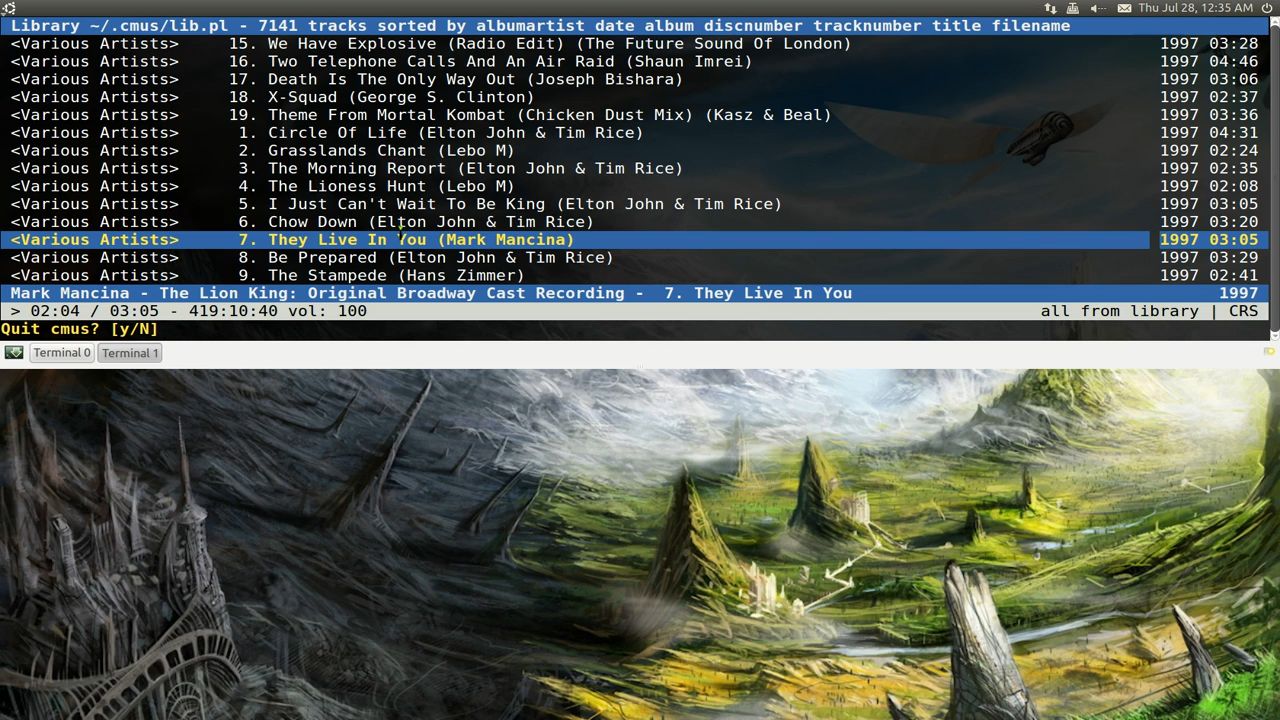 Thu Jul 28, 12:35 AM
Library ~/.cmus/lib.pl - 7141 tracks sorted by albumartist date album discnumber tracknumber title filename
<Various Artists> 15. We Have Explosive (Radio Edit) (The Future Sound Of London) 1997 03:28
<Various Artists> 16. Two Telephone Calls And An Air Raid (Shaun Imrei) 1997 04:46
<Various Artists> 17. Death Is The Only Way Out (Joseph Bishara) 1997 03:06
<Various Artists> 18. X-Squad (George S. Clinton) 1997 02:37
<Various Artists> 19. Theme From Mortal Kombat (Chicken Dust Mix) (Kasz & Beal) 1997 03:36
<Various Artists> 1. Circle Of Life (Elton John & Tim Rice) 1997 04:31
<Various Artists> 2. Grasslands Chant (Lebo M) 1997 02:24
<Various Artists> 3. The Morning Report (Elton John & Tim Rice) 1997 02:35
<Various Artists> 4. The Lioness Hunt (Lebo M) 1997 02:08
<Various Artists> 5. I Just Can't Wait To Be King (Elton John & Tim Rice) 1997 03:05
<Various Artists> 6. Chow Down (Elton John & Tim Rice) 1997 03:20
<Various Artists> 7. They Live In You (Mark Mancina) 1997 03:05
<Various Artists> 8. Be Prepared (Elton John & Tim Rice) 1997 03:29
<Various Artists> 9. The Stampede (Hans Zimmer) 1997 02:41
Mark Mancina - The Lion King: Original Broadway Cast Recording - 7. They Live In You 1997
> 02:04 / 03:05 - 419:10:40 vol: 100 all from library | CRS
Quit cmus? [y/N]
Terminal 0 Terminal 1